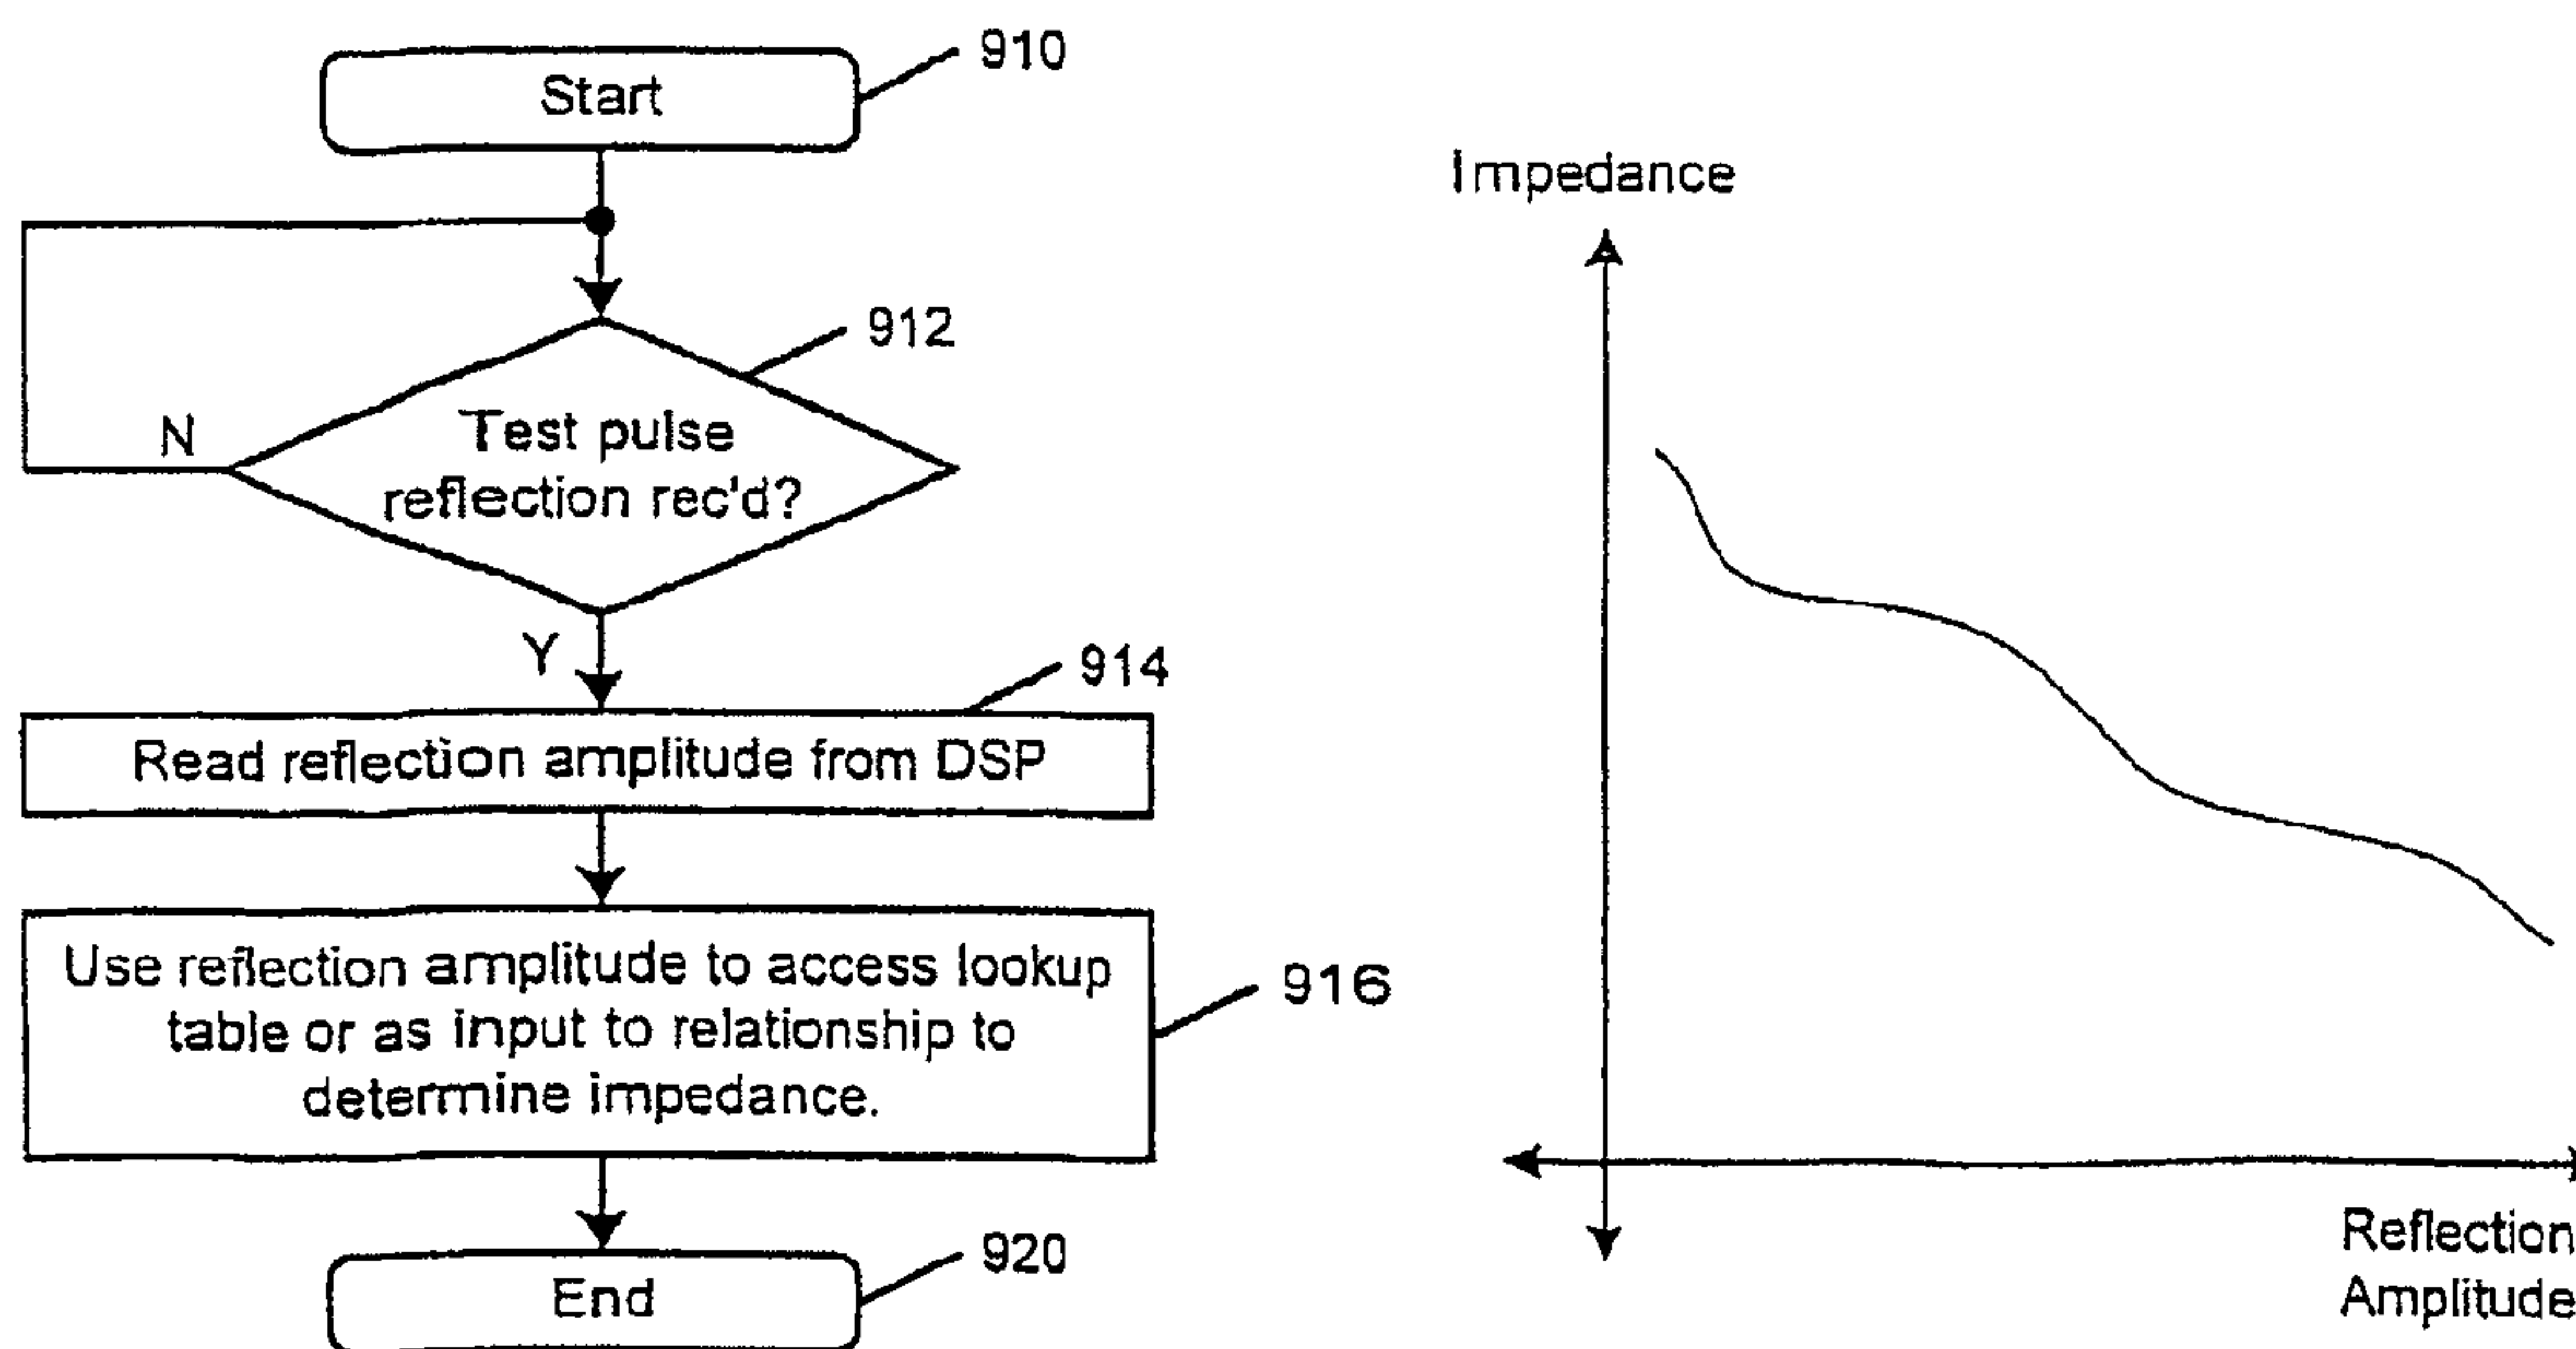 Start
910
912
N
Test pulse
reflection rec'd?
Y
914
Read reflection amplitude from DSP
Use reflection amplitude to access lookup
table or as input to relationship to
determine impedance.
916
End
920
Impedance
Reflection
Amplitude